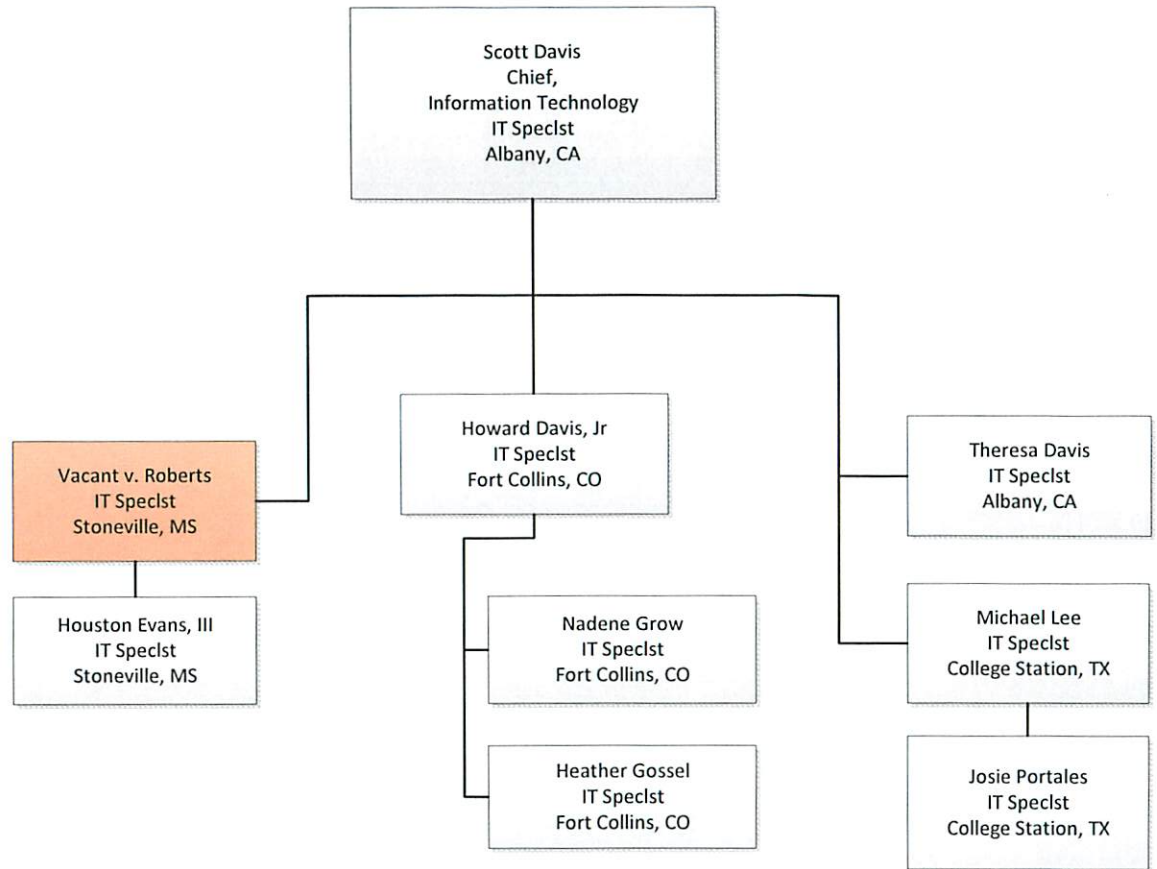 Scott Davis
Chief,
Information Technology
IT Speclst
Albany, CA
Vacant v. Roberts
IT Speclst
Stoneville, MS
Houston Evans, III
IT Speclst
Stoneville, MS
Howard Davis, Jr
IT Speclst
Fort Collins, CO
Nadene Grow
IT Speclst
Fort Collins, CO
Heather Gossel
IT Speclst
Fort Collins, CO
Theresa Davis
IT Speclst
Albany, CA
Michael Lee
IT Speclst
College Station, TX
Josie Portales
IT Speclst
College Station, TX